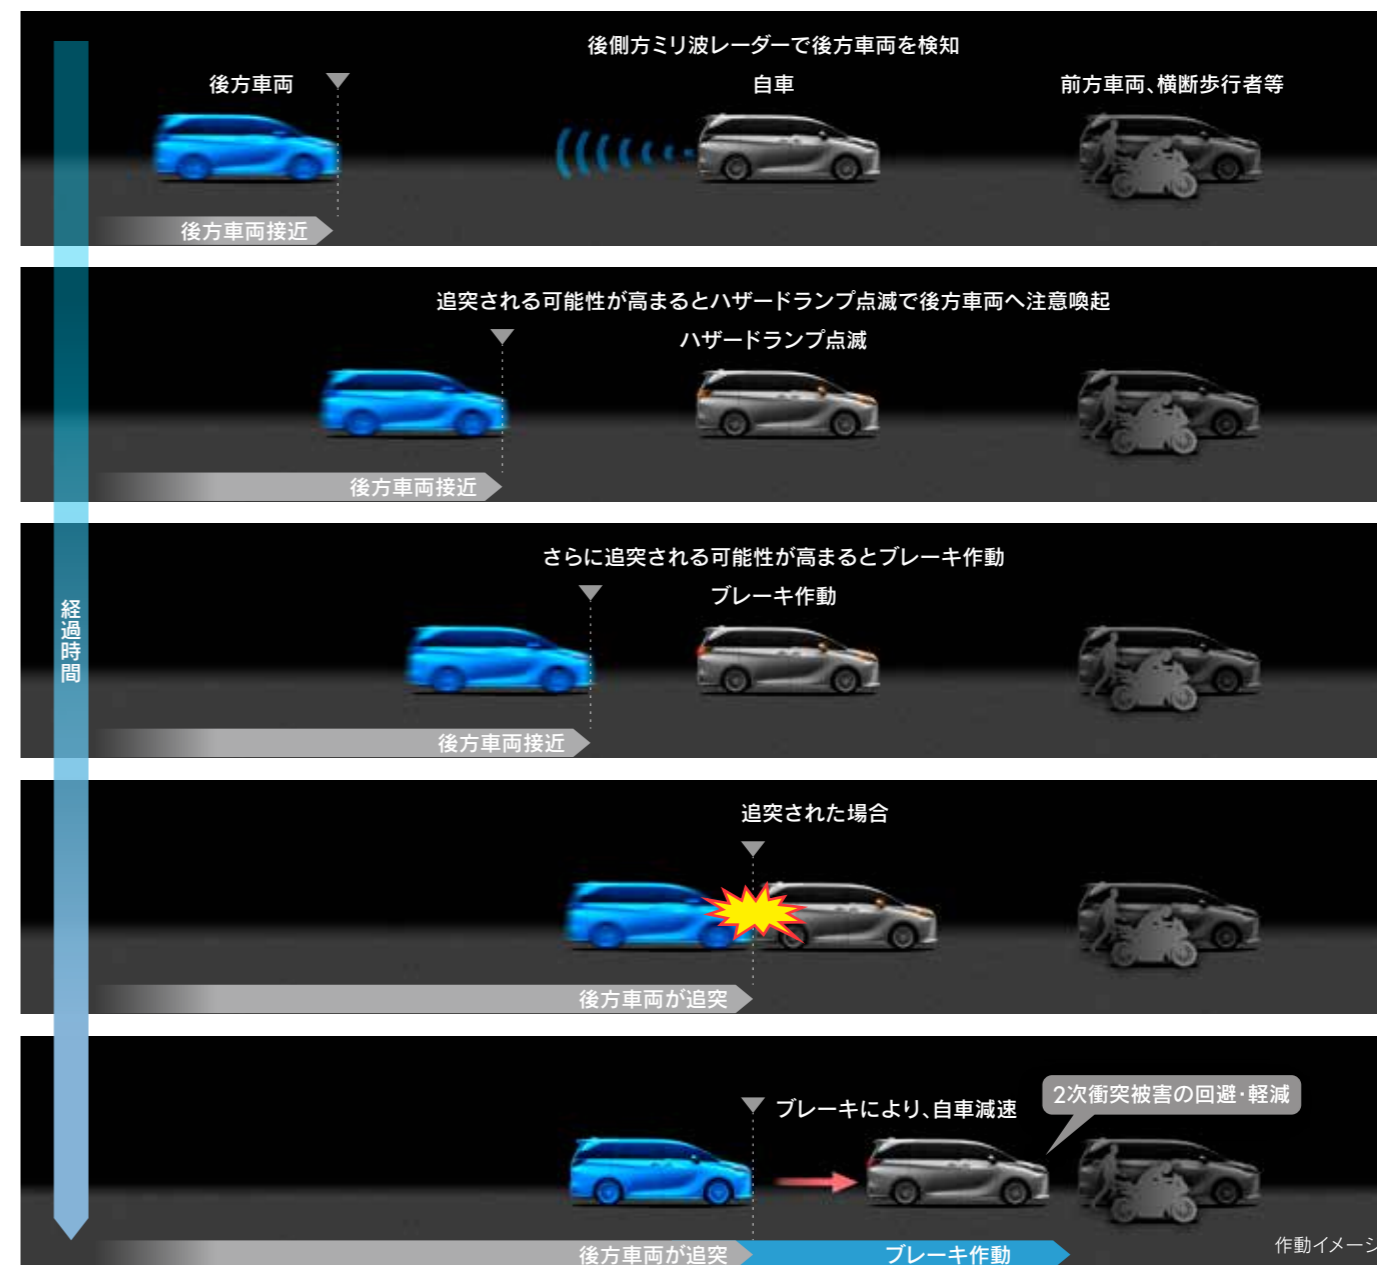 後側方ミリ波レーダーで後方車両を検知
後方車両
自車
前方車両、横断歩行者等
後方車両接近
追突される可能性が高まるとハザードランプ点滅で後方車両へ注意喚起
ハザードランプ点滅
後方車両接近
さらに追突される可能性が高まるとブレーキ作動
ブレーキ作動
経過時間
後方車両接近
追突された場合
後方車両が追突
2次衝突被害の回避・軽減
ブレーキにより、自車減速
後方車両が追突
ブレーキ作動
作動イメージ